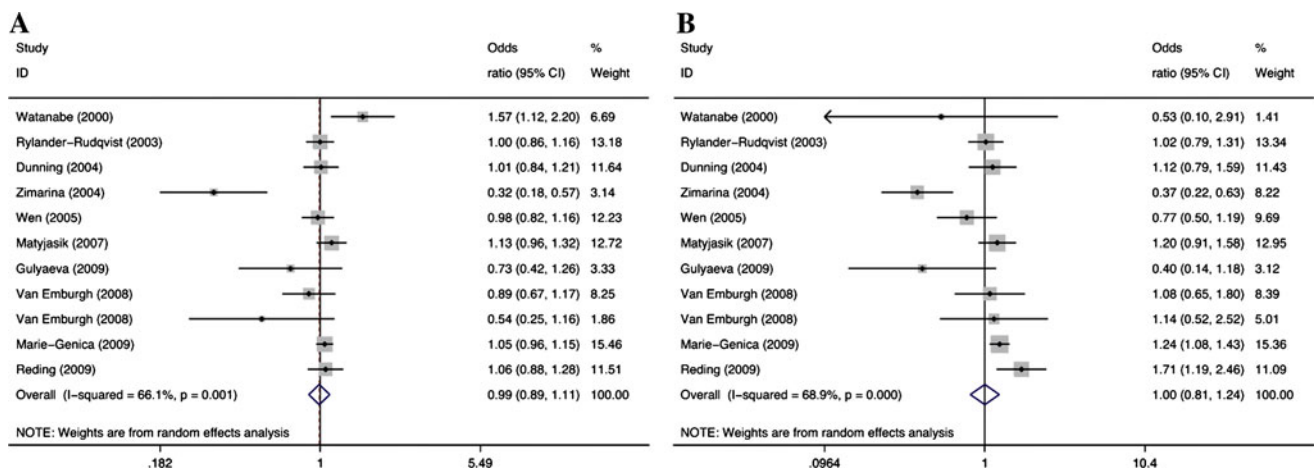 A
Study Odds %
ID ratio (95% CI) Weight
Watanabe (2000) 1.57 (1.12, 2.20) 6.69
Rylander-Rudqvist (2003) 1.00 (0.86, 1.16) 13.18
Dunning (2004) 1.01 (0.84, 1.21) 11.64
Zimarina (2004) 0.32 (0.18, 0.57) 3.14
Wen (2005) 0.98 (0.82, 1.16) 12.23
Matyjasik (2007) 1.13 (0.96, 1.32) 12.72
Gulyaeva (2009) 0.73 (0.42, 1.26) 3.33
Van Emburgh (2008) 0.89 (0.67, 1.17) 8.25
Van Emburgh (2008) 0.54 (0.25, 1.16) 1.86
Marie-Genica (2009) 1.05 (0.96, 1.15) 15.46
Reding (2009) 1.06 (0.88, 1.28) 11.51
Overall (I-squared = 66.1%, p = 0.001) 0.99 (0.89, 1.11) 100.00
NOTE: Weights are from random effects analysis
.182 1 5.49
B
Study Odds %
ID ratio (95% CI) Weight
Watanabe (2000) 0.53 (0.10, 2.91) 1.41
Rylander-Rudqvist (2003) 1.02 (0.79, 1.31) 13.34
Dunning (2004) 1.12 (0.79, 1.59) 11.43
Zimarina (2004) 0.37 (0.22, 0.63) 8.22
Wen (2005) 0.77 (0.50, 1.19) 9.69
Matyjasik (2007) 1.20 (0.91, 1.58) 12.95
Gulyaeva (2009) 0.40 (0.14, 1.18) 3.12
Van Emburgh (2008) 1.08 (0.65, 1.80) 8.39
Van Emburgh (2008) 1.14 (0.52, 2.52) 5.01
Marie-Genica (2009) 1.24 (1.08, 1.43) 15.36
Reding (2009) 1.71 (1.19, 2.46) 11.09
Overall (I-squared = 68.9%, p = 0.000) 1.00 (0.81, 1.24) 100.00
NOTE: Weights are from random effects analysis
.0964 1 10.4